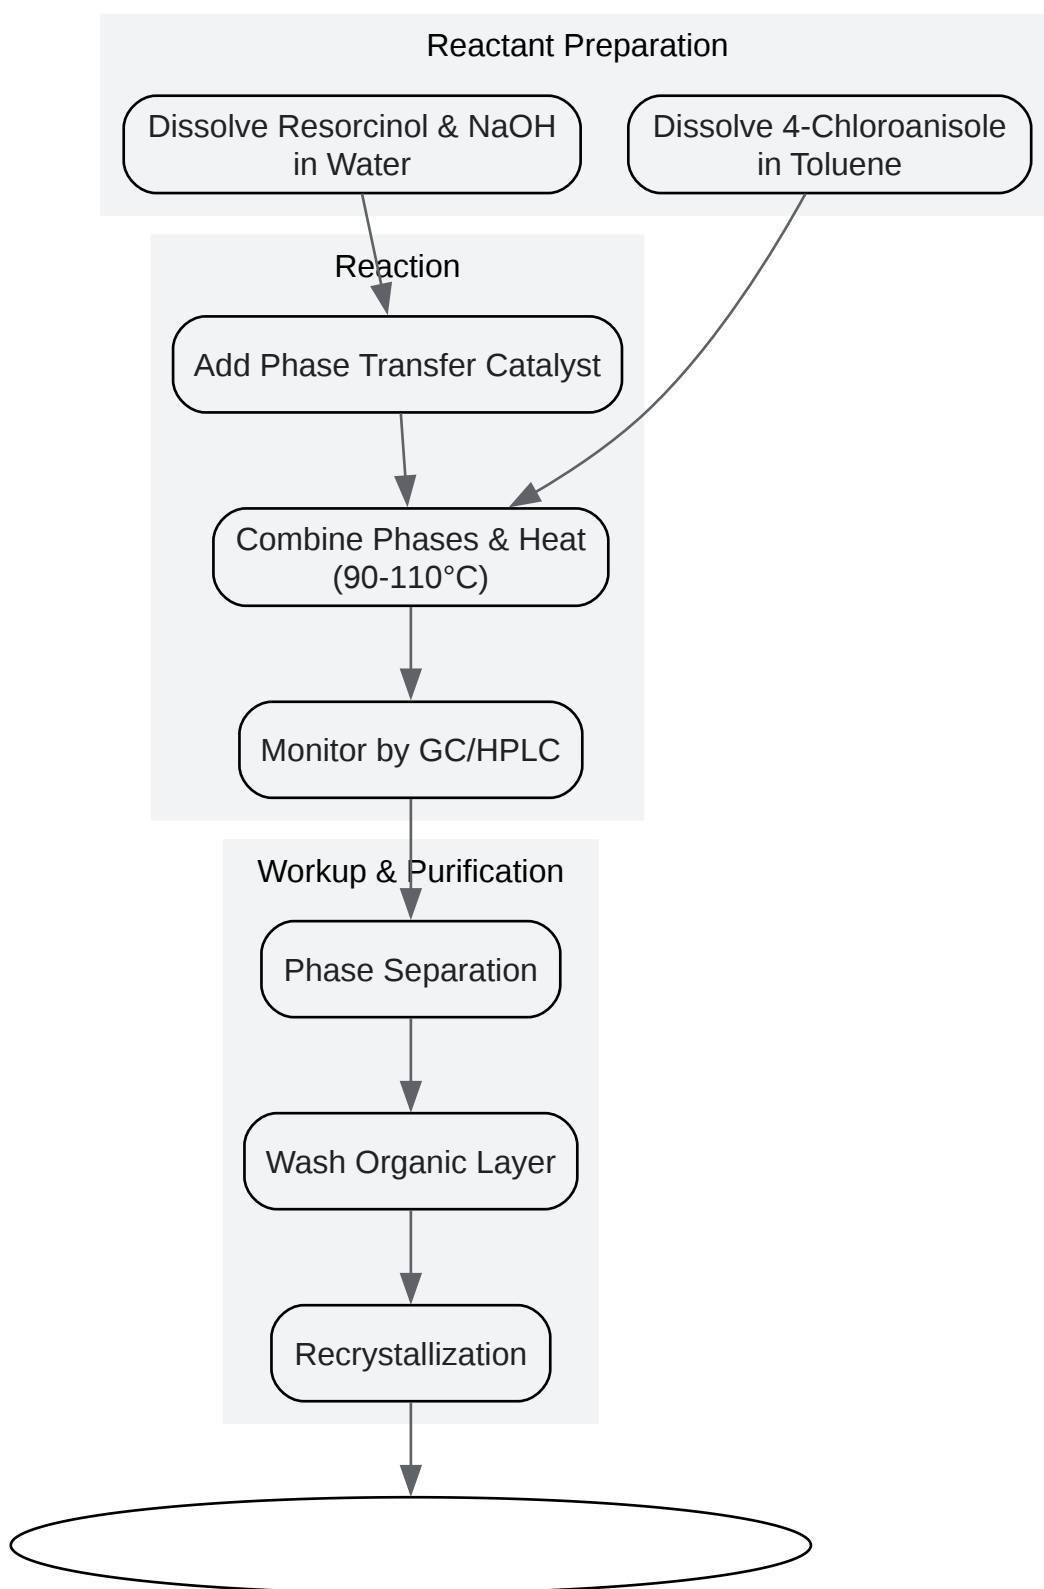 Reactant Preparation
Dissolve Resorcinol & NaOH
in Water
Dissolve 4-Chloroanisole
in Toluene
Reaction
Add Phase Transfer Catalyst
Combine Phases & Heat
(90-110°C)
Monitor by GC/HPLC
Workup & Purification
Phase Separation
Wash Organic Layer
Recrystallization